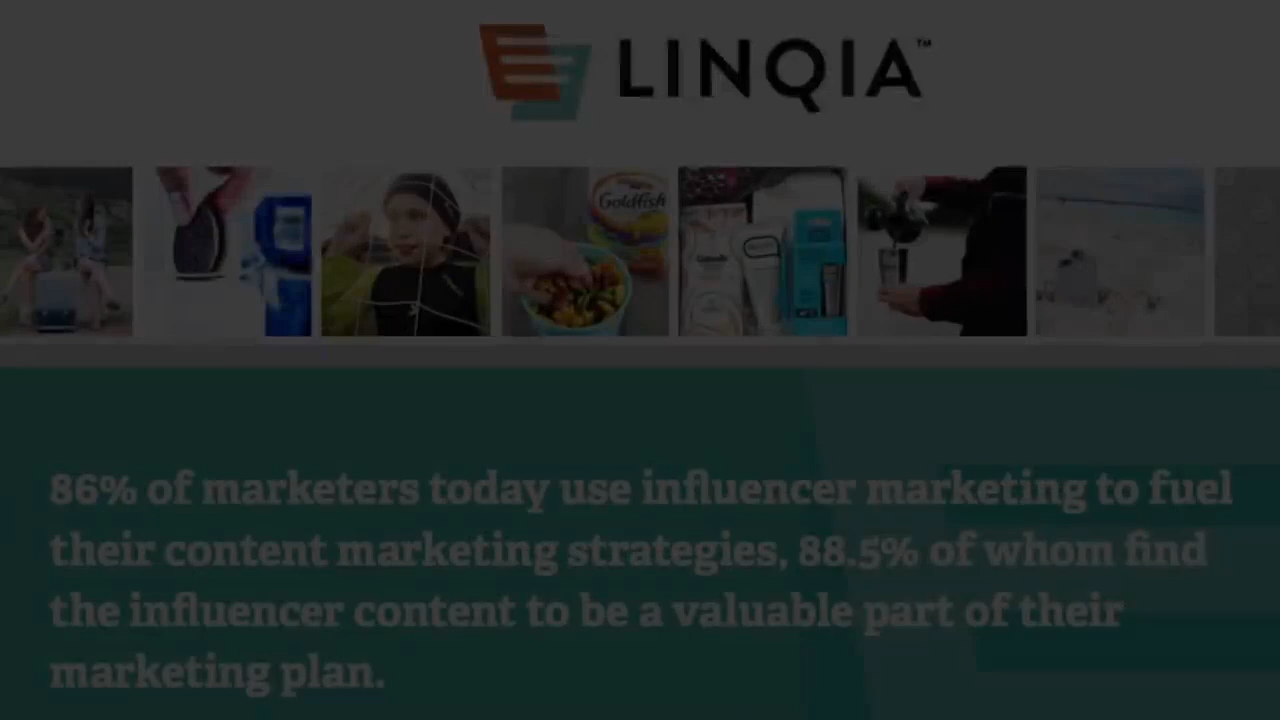 LINQIA™
Goldfish
86% of marketers today use influencer marketing to fuel
their content marketing strategies, 88.5% of whom find
the influencer content to be a valuable part of their
marketing plan.